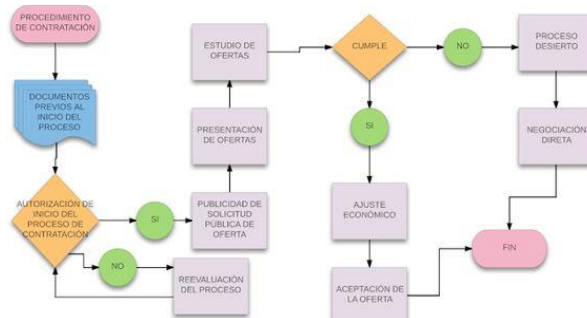 PROCEDIMIENTO
DE CONTRATACIÓN
DOCUMENTOS
PREVIOS AL
INICIO DEL
PROCESO
AUTORIZACIÓN DE
INICIO DEL
PROCESO DE
CONTRATACIÓN
SI
NO
REEVALUACIÓN
DEL PROCESO
PUBLICIDAD DE
SOLICITUD
PÚBLICA DE
OFERTA
PRESENTACIÓN
DE OFERTAS
ESTUDIO DE
OFERTAS
CUMPLE
NO
SI
PROCESO
DESIERTO
NEGOCIACIÓN
DIRETA
AJUSTE
ECONÓMICO
ACEPTACIÓN DE
LA OFERTA
FIN